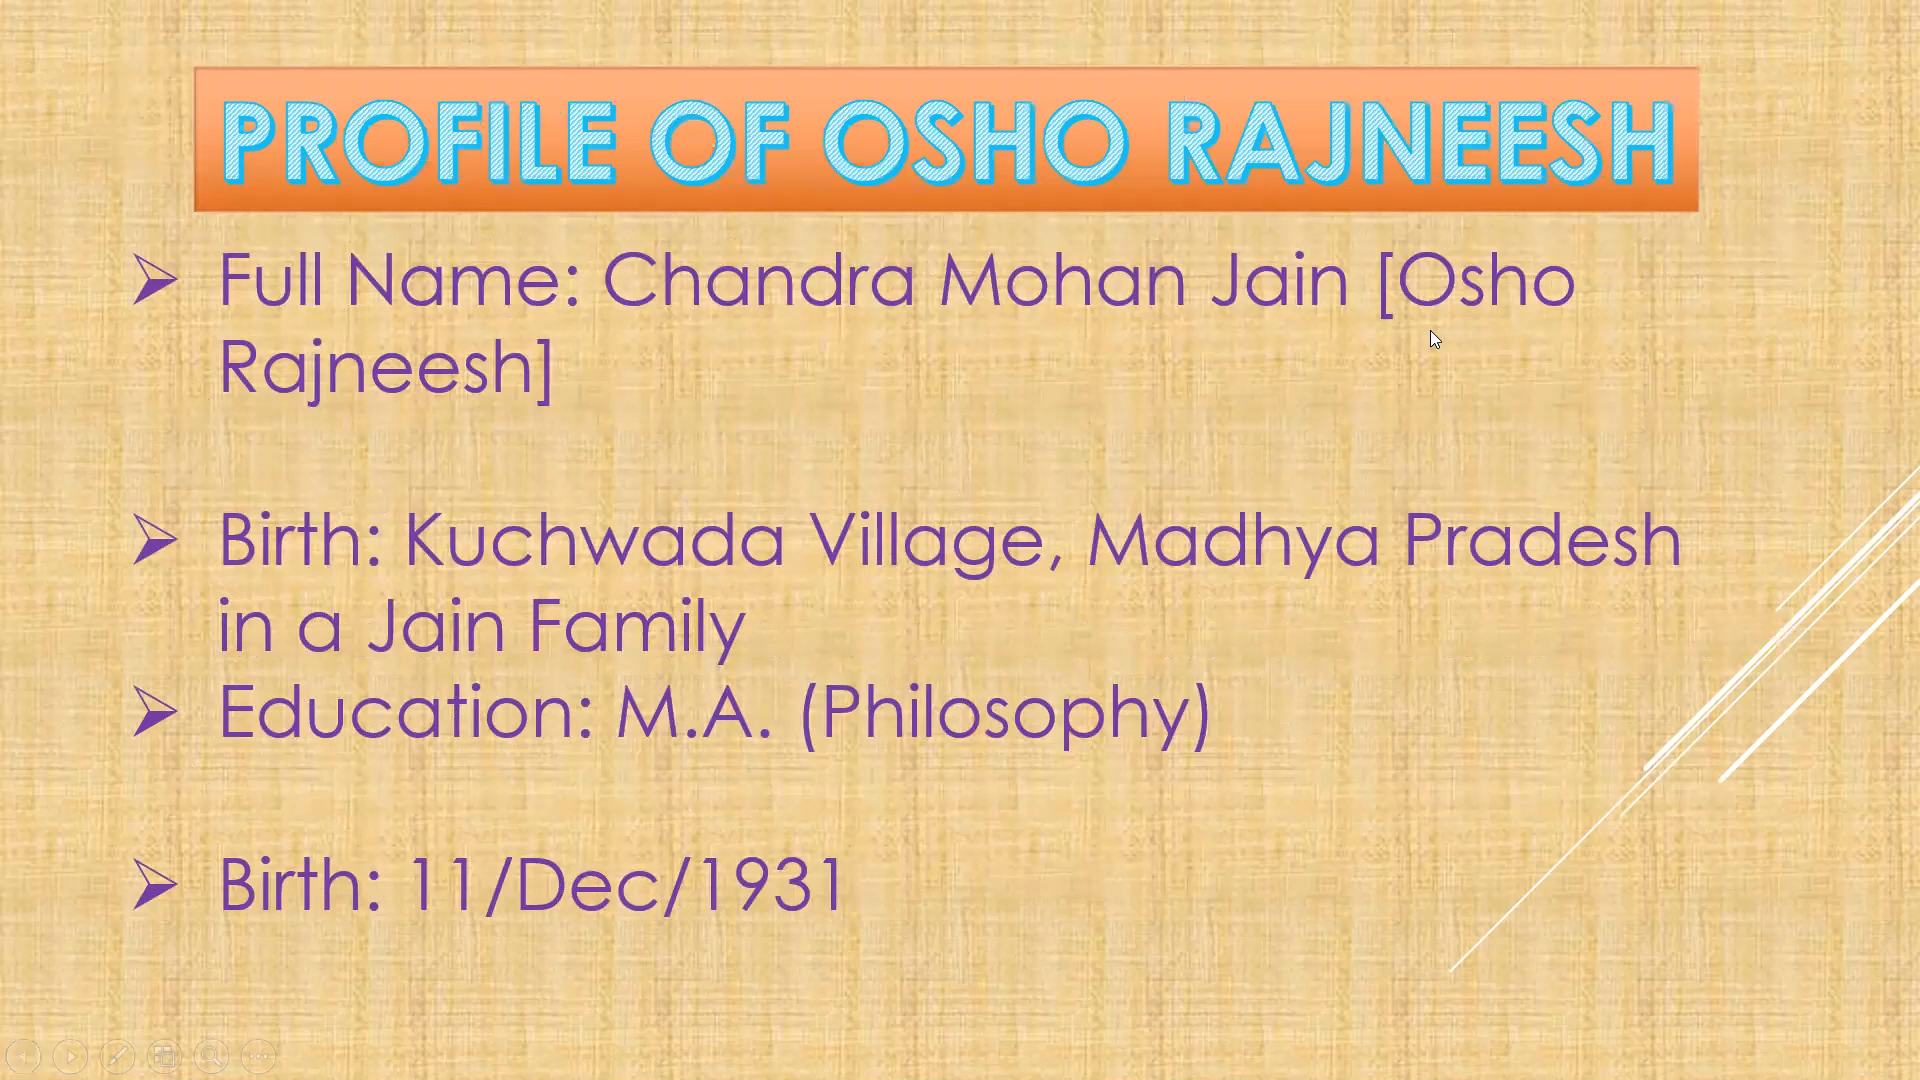 PROFILE OF OSHO RAJNEESH
Full Name: Chandra Mohan Jain [Osho
Rajneesh]
Birth: Kuchwada Village, Madhya Pradesh
in a Jain Family
Education: M.A. (Philosophy)
Birth: 11/Dec/1931